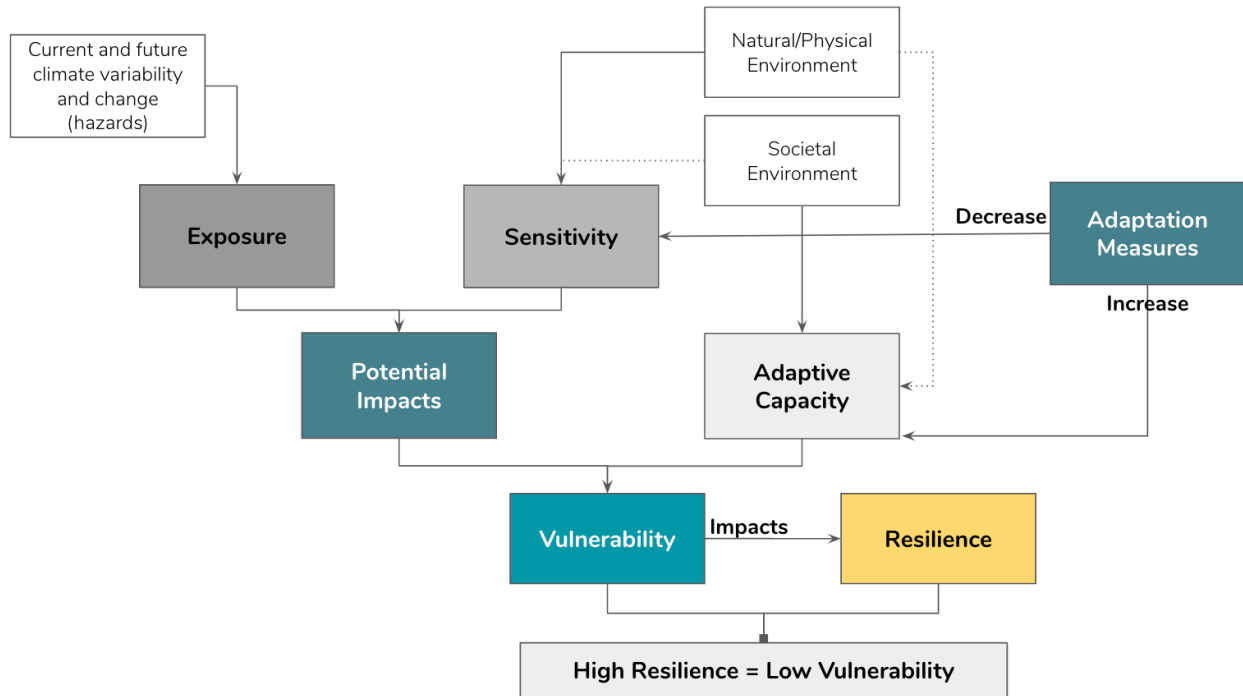 Current and future
climate variability
and change
(hazards)
Natural/Physical
Environment
Societal
Environment
Exposure
Sensitivity
Decrease
Adaptation
Measures
Increase
Potential
Impacts
Adaptive
Capacity
Vulnerability
Impacts
Resilience
High Resilience = Low Vulnerability